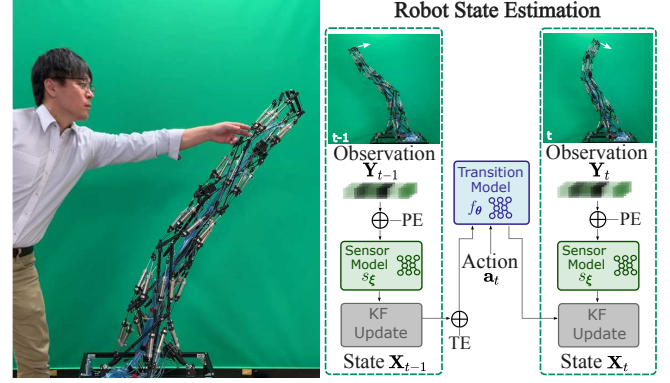 Robot State Estimation
t-1
t
Observation
Y_{t−1}
Observation
Y_t
PE
PE
Transition
Model
f_θ
Sensor
Model
s_ξ
Action
a_t
Sensor
Model
s_ξ
KF
Update
TE
KF
Update
State X_{t−1}
State X_t